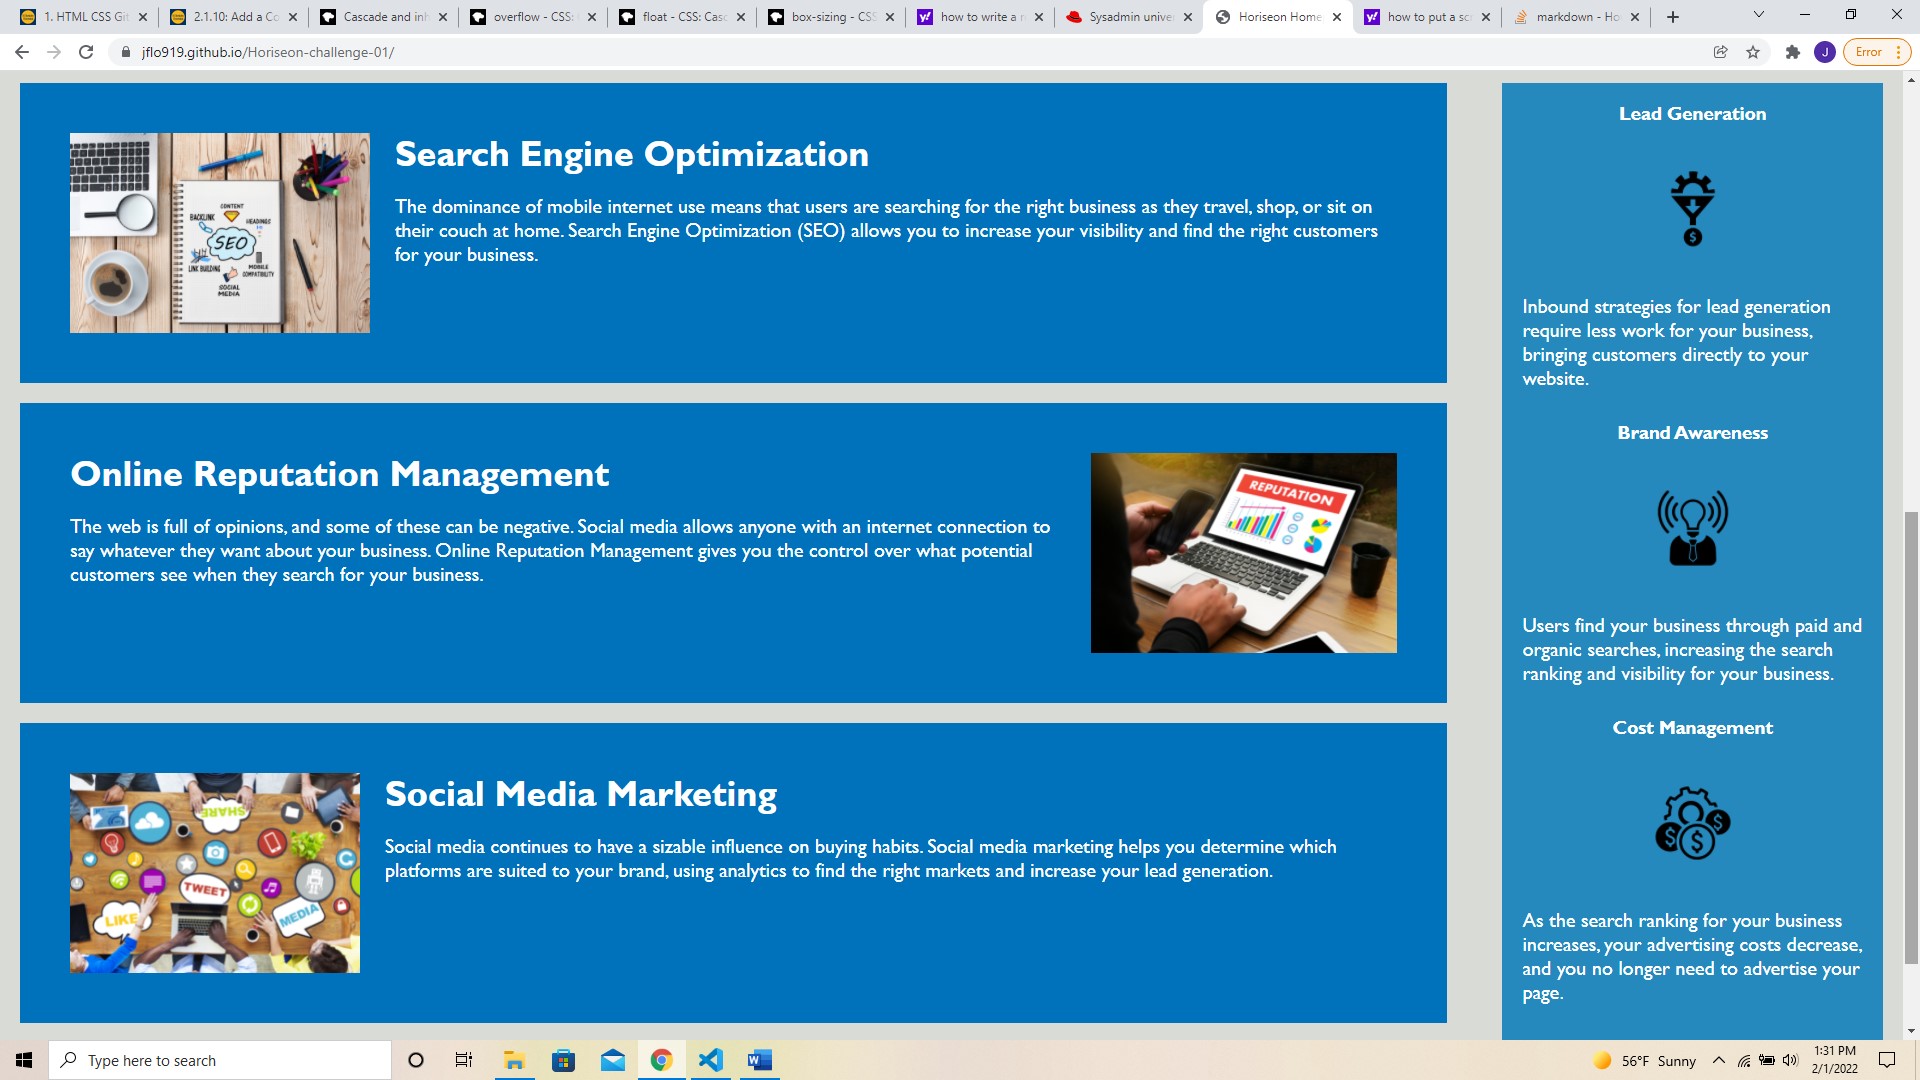 1. HTML CSS Git
2.1.10: Add a Co
Cascade and inh
overflow - CSS:
float - CSS: Casc
box-sizing - CSS
how to write a r
Sysadmin univer
Horiseon Home
how to put a scr
markdown - Ho
jflo919.github.io/Horiseon-challenge-01/
J
Error
CONTENT
BACKLINK
HEADINGS
SEO
LINK BUILDING
MOBILE
COMPATIBILITY
SOCIAL
MEDIA
Search Engine Optimization
The dominance of mobile internet use means that users are searching for the right business as they travel, shop, or sit on
their couch at home. Search Engine Optimization (SEO) allows you to increase your visibility and find the right customers
for your business.
Online Reputation Management
The web is full of opinions, and some of these can be negative. Social media allows anyone with an internet connection to
say whatever they want about your business. Online Reputation Management gives you the control over what potential
customers see when they search for your business.
REPUTATION
SHARE
TWEET
LIKE
MEDIA
Social Media Marketing
Social media continues to have a sizable influence on buying habits. Social media marketing helps you determine which
platforms are suited to your brand, using analytics to find the right markets and increase your lead generation.
Lead Generation
$
Inbound strategies for lead generation
require less work for your business,
bringing customers directly to your
website.
Brand Awareness
Users find your business through paid and
organic searches, increasing the search
ranking and visibility for your business.
Cost Management
$ $ $
As the search ranking for your business
increases, your advertising costs decrease,
and you no longer need to advertise your
page.
Type here to search
56°F Sunny
1:31 PM
2/1/2022